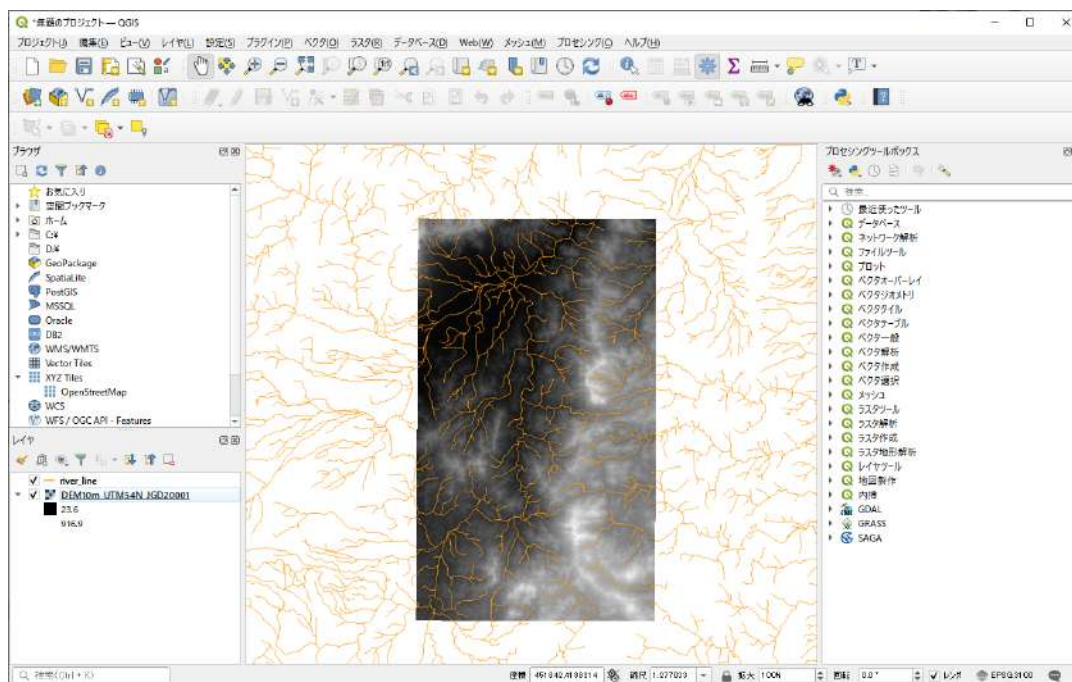 *無題のプロジェクト — QGIS
プロジェクト(J) 編集(E) ビュー(V) レイヤ(L) 設定(S) プラグイン(P) ベクタ(O) ラスタ(R) データベース(D) Web(W) メッシュ(M) プロセシング(C) ヘルプ(H)
ブラウザ
お気に入り
空間ブックマーク
ホーム
C:¥
D:¥
GeoPackage
SpatiaLite
PostGIS
MSSQL
Oracle
DB2
WMS/WMTS
Vector Tiles
XYZ Tiles
OpenStreetMap
WCS
WFS / OGC API - Features
レイヤ
river_line
DEM10m_UTM54N_JGD20001
23.6
916.9
プロセシングツールボックス
検索...
最近使ったツール
データベース
ネットワーク解析
ファイルツール
プロット
ベクタオーバーレイ
ベクタジオメトリ
ベクタタイル
ベクタテーブル
ベクタ一般
ベクタ解析
ベクタ作成
ベクタ選択
メッシュ
ラスタツール
ラスタ解析
ラスタ作成
ラスタ地形解析
レイヤツール
地図製作
内挿
GDAL
GRASS
SAGA
検索(Ctrl + K) 座標 縮尺 1:277033 拡大 100% 回転 0.0° レンダ EPSG:3100